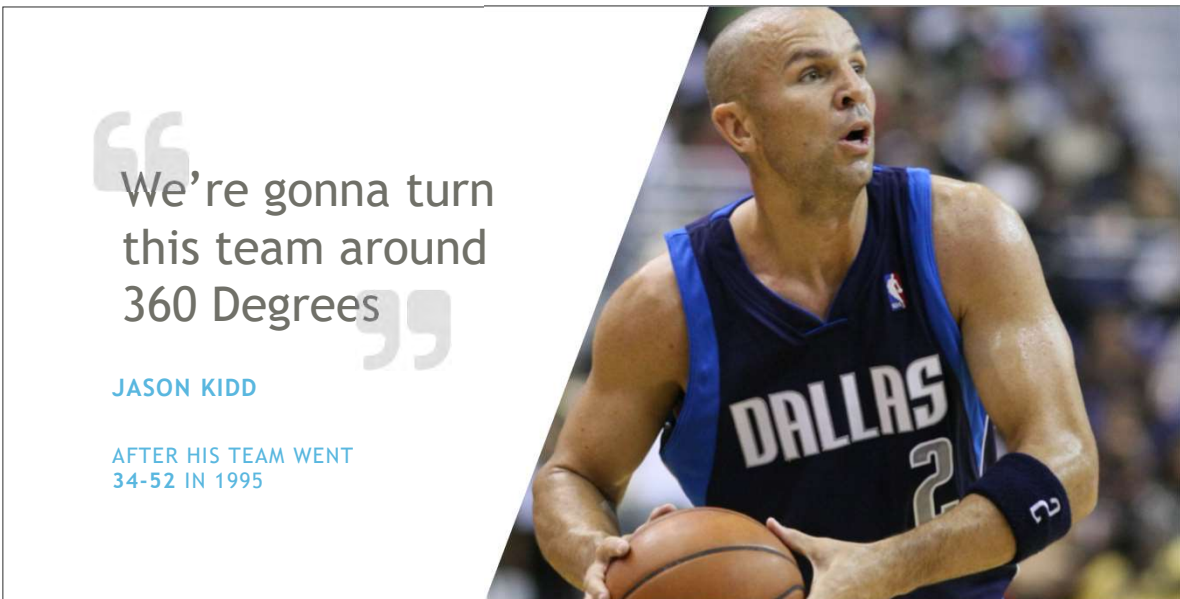 “We’re gonna turn
this team around
360 Degrees”
JASON KIDD
AFTER HIS TEAM WENT
34-52 IN 1995
DALLAS
2
2